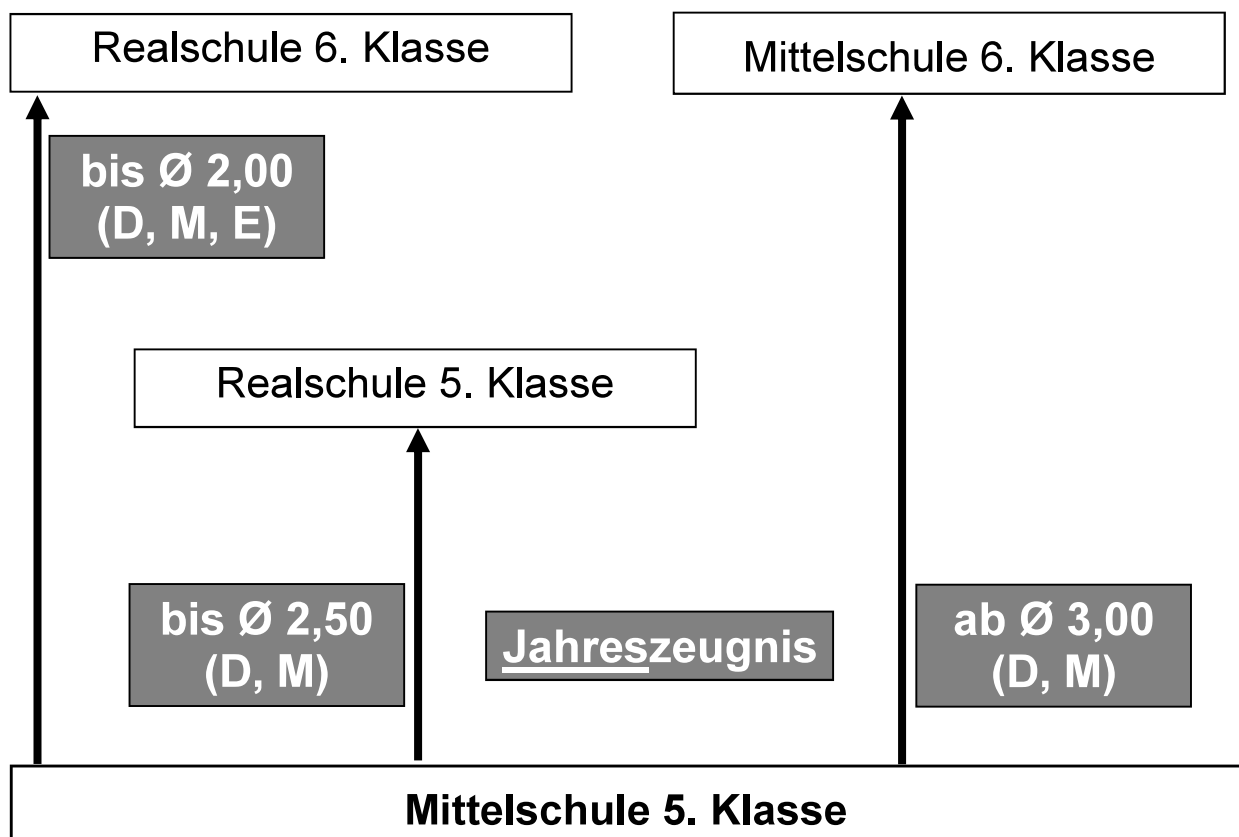 Realschule 6. Klasse
Mittelschule 6. Klasse
bis Ø 2,00
(D, M, E)
Realschule 5. Klasse
bis Ø 2,50
(D, M)
Jahreszeugnis
ab Ø 3,00
(D, M)
Mittelschule 5. Klasse